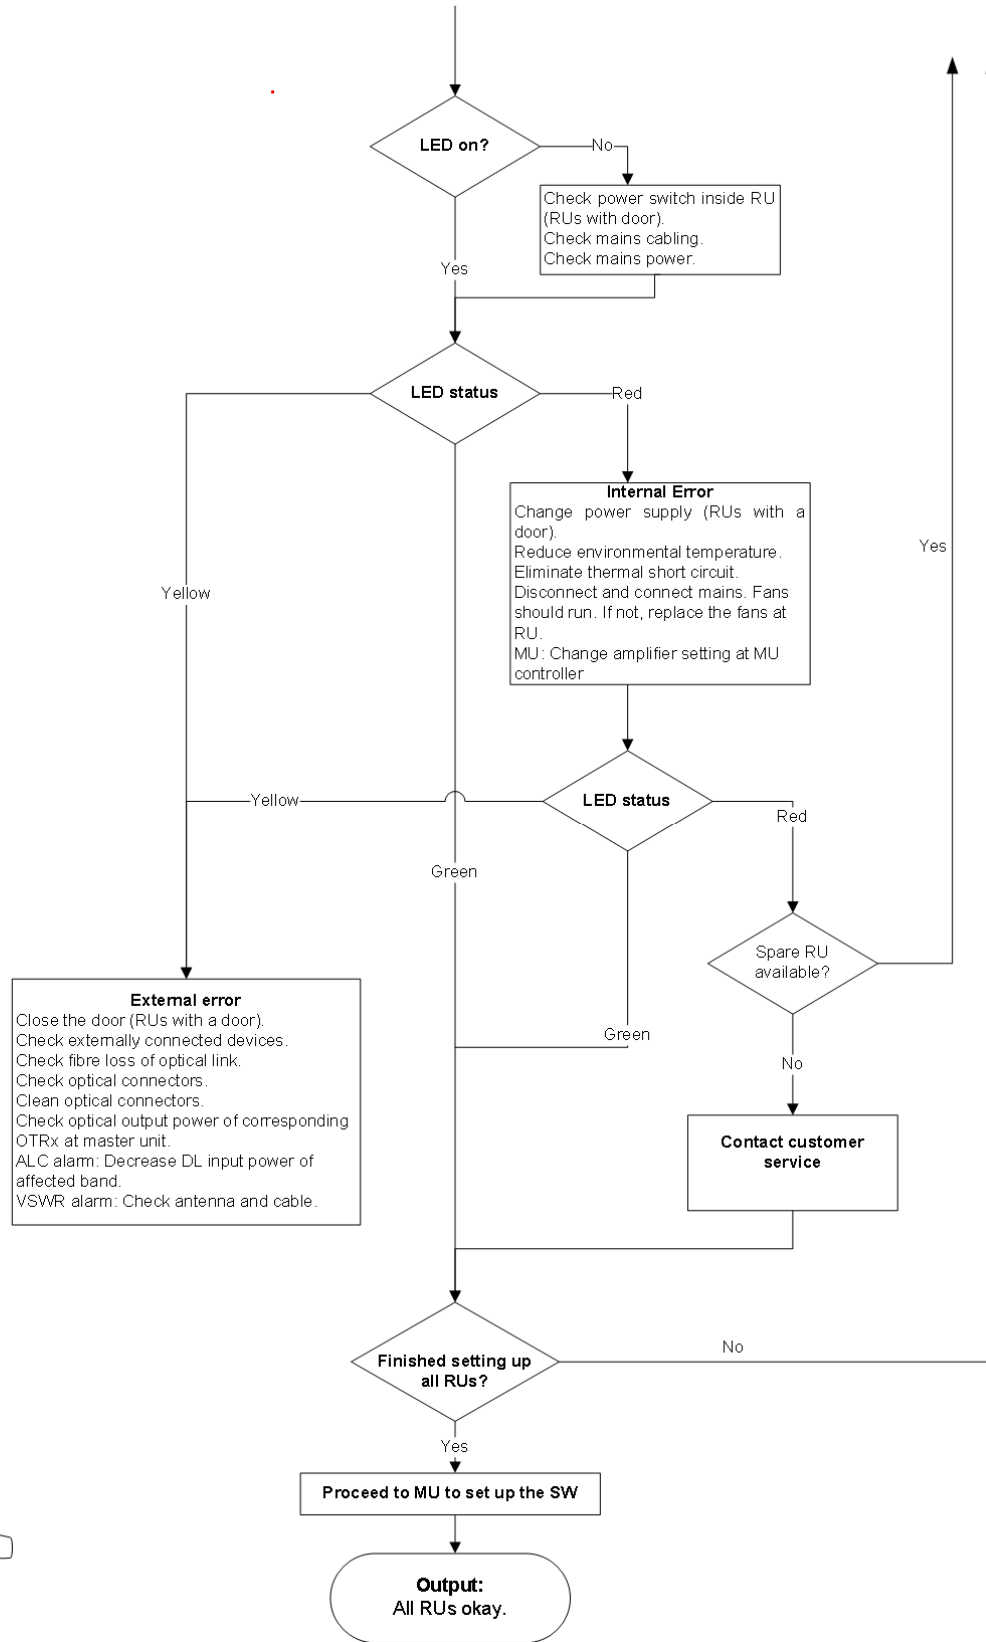 LED on?
No
Check power switch inside RU
(RUs with door).
Check mains cabling.
Check mains power.
Yes
LED status
Red
Internal Error
Change power supply (RUs with a
door).
Reduce environmental temperature.
Eliminate thermal short circuit.
Disconnect and connect mains. Fans
should run. If not, replace the fans at
RU.
MU: Change amplifier setting at MU
controller
Yes
Yellow
LED status
Yellow
Red
Green
Spare RU
available?
External error
Close the door (RUs with a door).
Check externally connected devices.
Check fibre loss of optical link.
Check optical connectors.
Clean optical connectors.
Check optical output power of corresponding
OTRx at master unit.
ALC alarm: Decrease DL input power of
affected band.
VSWR alarm: Check antenna and cable.
Green
No
Contact customer
service
Finished setting up
all RUs?
No
Yes
Proceed to MU to set up the SW
Output:
All RUs okay.